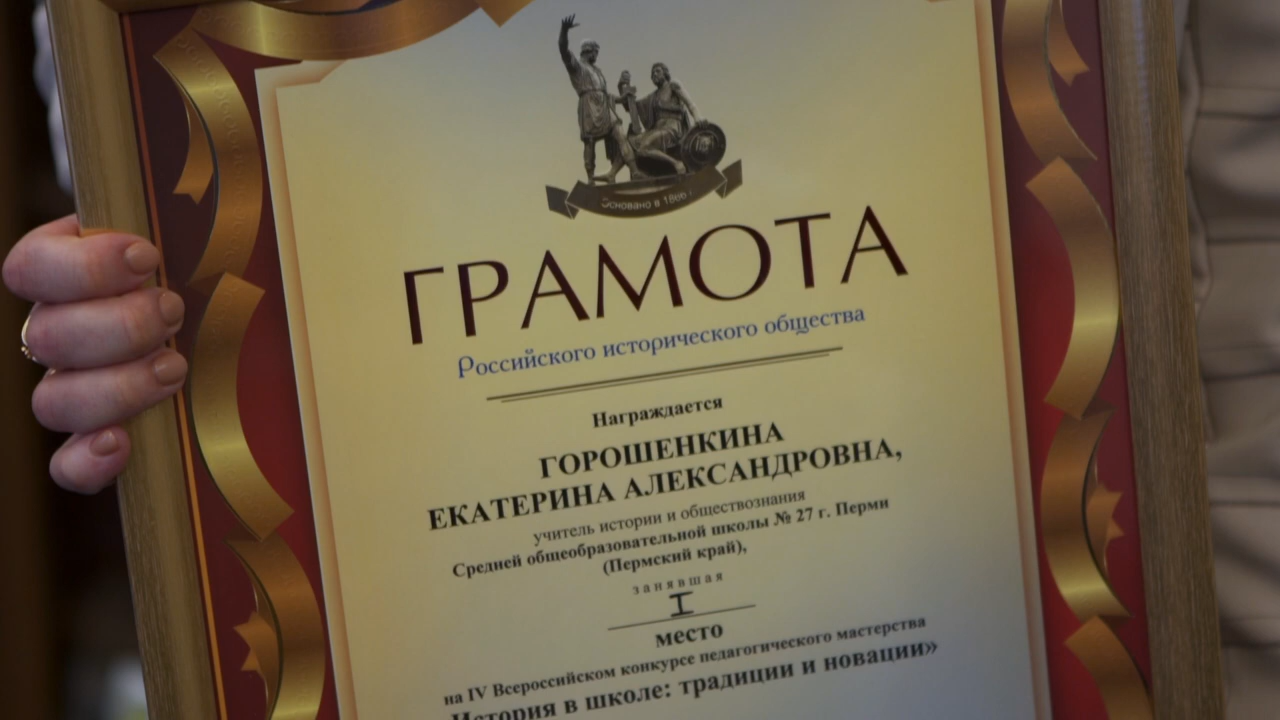 Основано в 1866 г.
ГРАМОТА
Российского исторического общества
Награждается
ГОРОШЕНКИНА
ЕКАТЕРИНА АЛЕКСАНДРОВНА,
учитель истории и обществознания
Средней общеобразовательной школы № 27 г. Перми
(Пермский край),
занявшая
I
место
на IV Всероссийском конкурсе педагогического мастерства
«История в школе: традиции и новации»